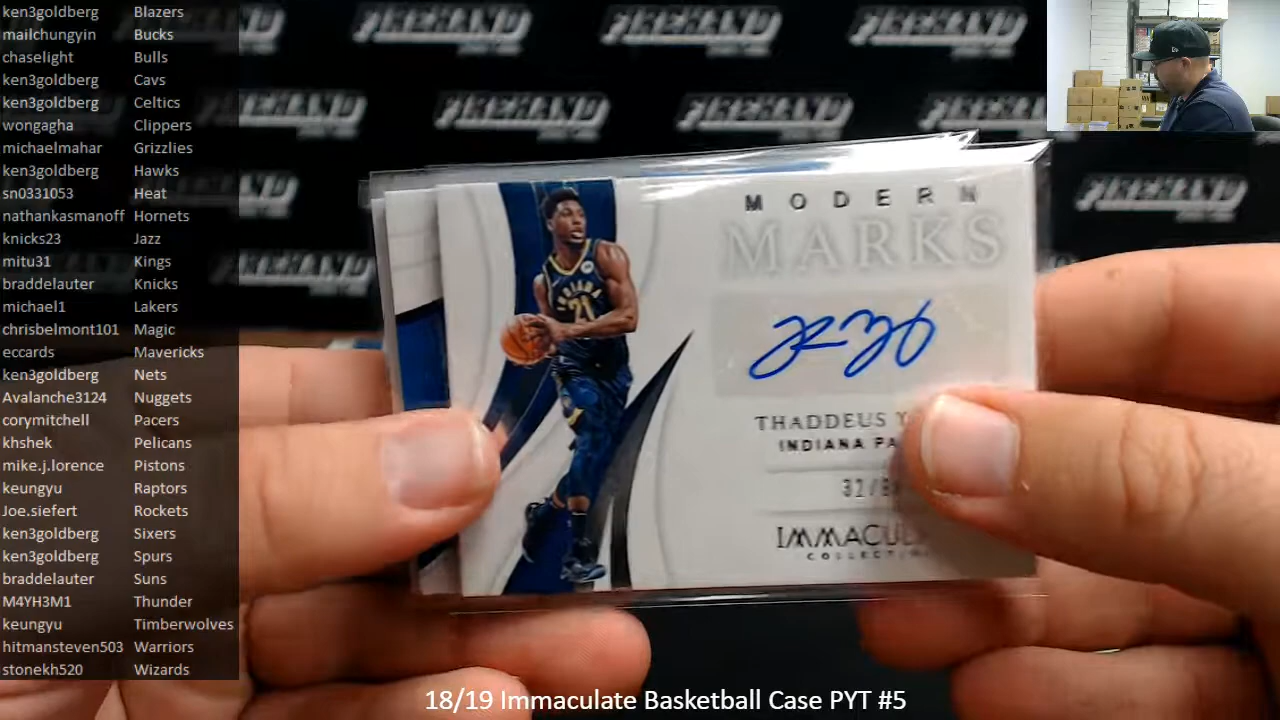 ken3goldberg Blazers
mailchungyin Bucks
chaselight Bulls
ken3goldberg Cavs
ken3goldberg Celtics
wongagha Clippers
michaelmahar Grizzlies
ken3goldberg Hawks
sn0331053 Heat
nathankasmanoff Hornets
knicks23 Jazz
mitu31 Kings
braddelauter Knicks
michael1 Lakers
chrisbelmont101 Magic
eccards Mavericks
ken3goldberg Nets
Avalanche3124 Nuggets
corymitchell Pacers
khshek Pelicans
mike.j.lorence Pistons
keungyu Raptors
Joe.siefert Rockets
ken3goldberg Sixers
ken3goldberg Spurs
braddelauter Suns
M4YH3M1 Thunder
keungyu Timberwolves
hitmansteven503 Warriors
stonekh520 Wizards
MODERN
MARKS
INDIANA
21
THADDEUS
INDIANA
COLLECTION
18/19 Immaculate Basketball Case PYT #5